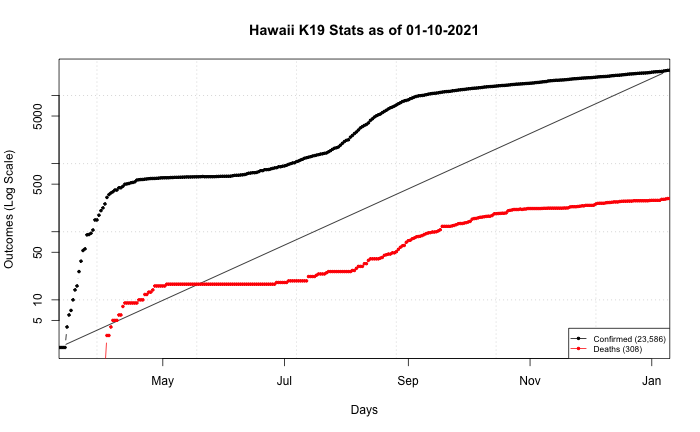 Hawaii K19 Stats as of 01-10-2021
Outcomes (Log Scale)
5000
500
50
10
5
Confirmed (23,586)
Deaths (308)
May Jul Sep Nov Jan
Days